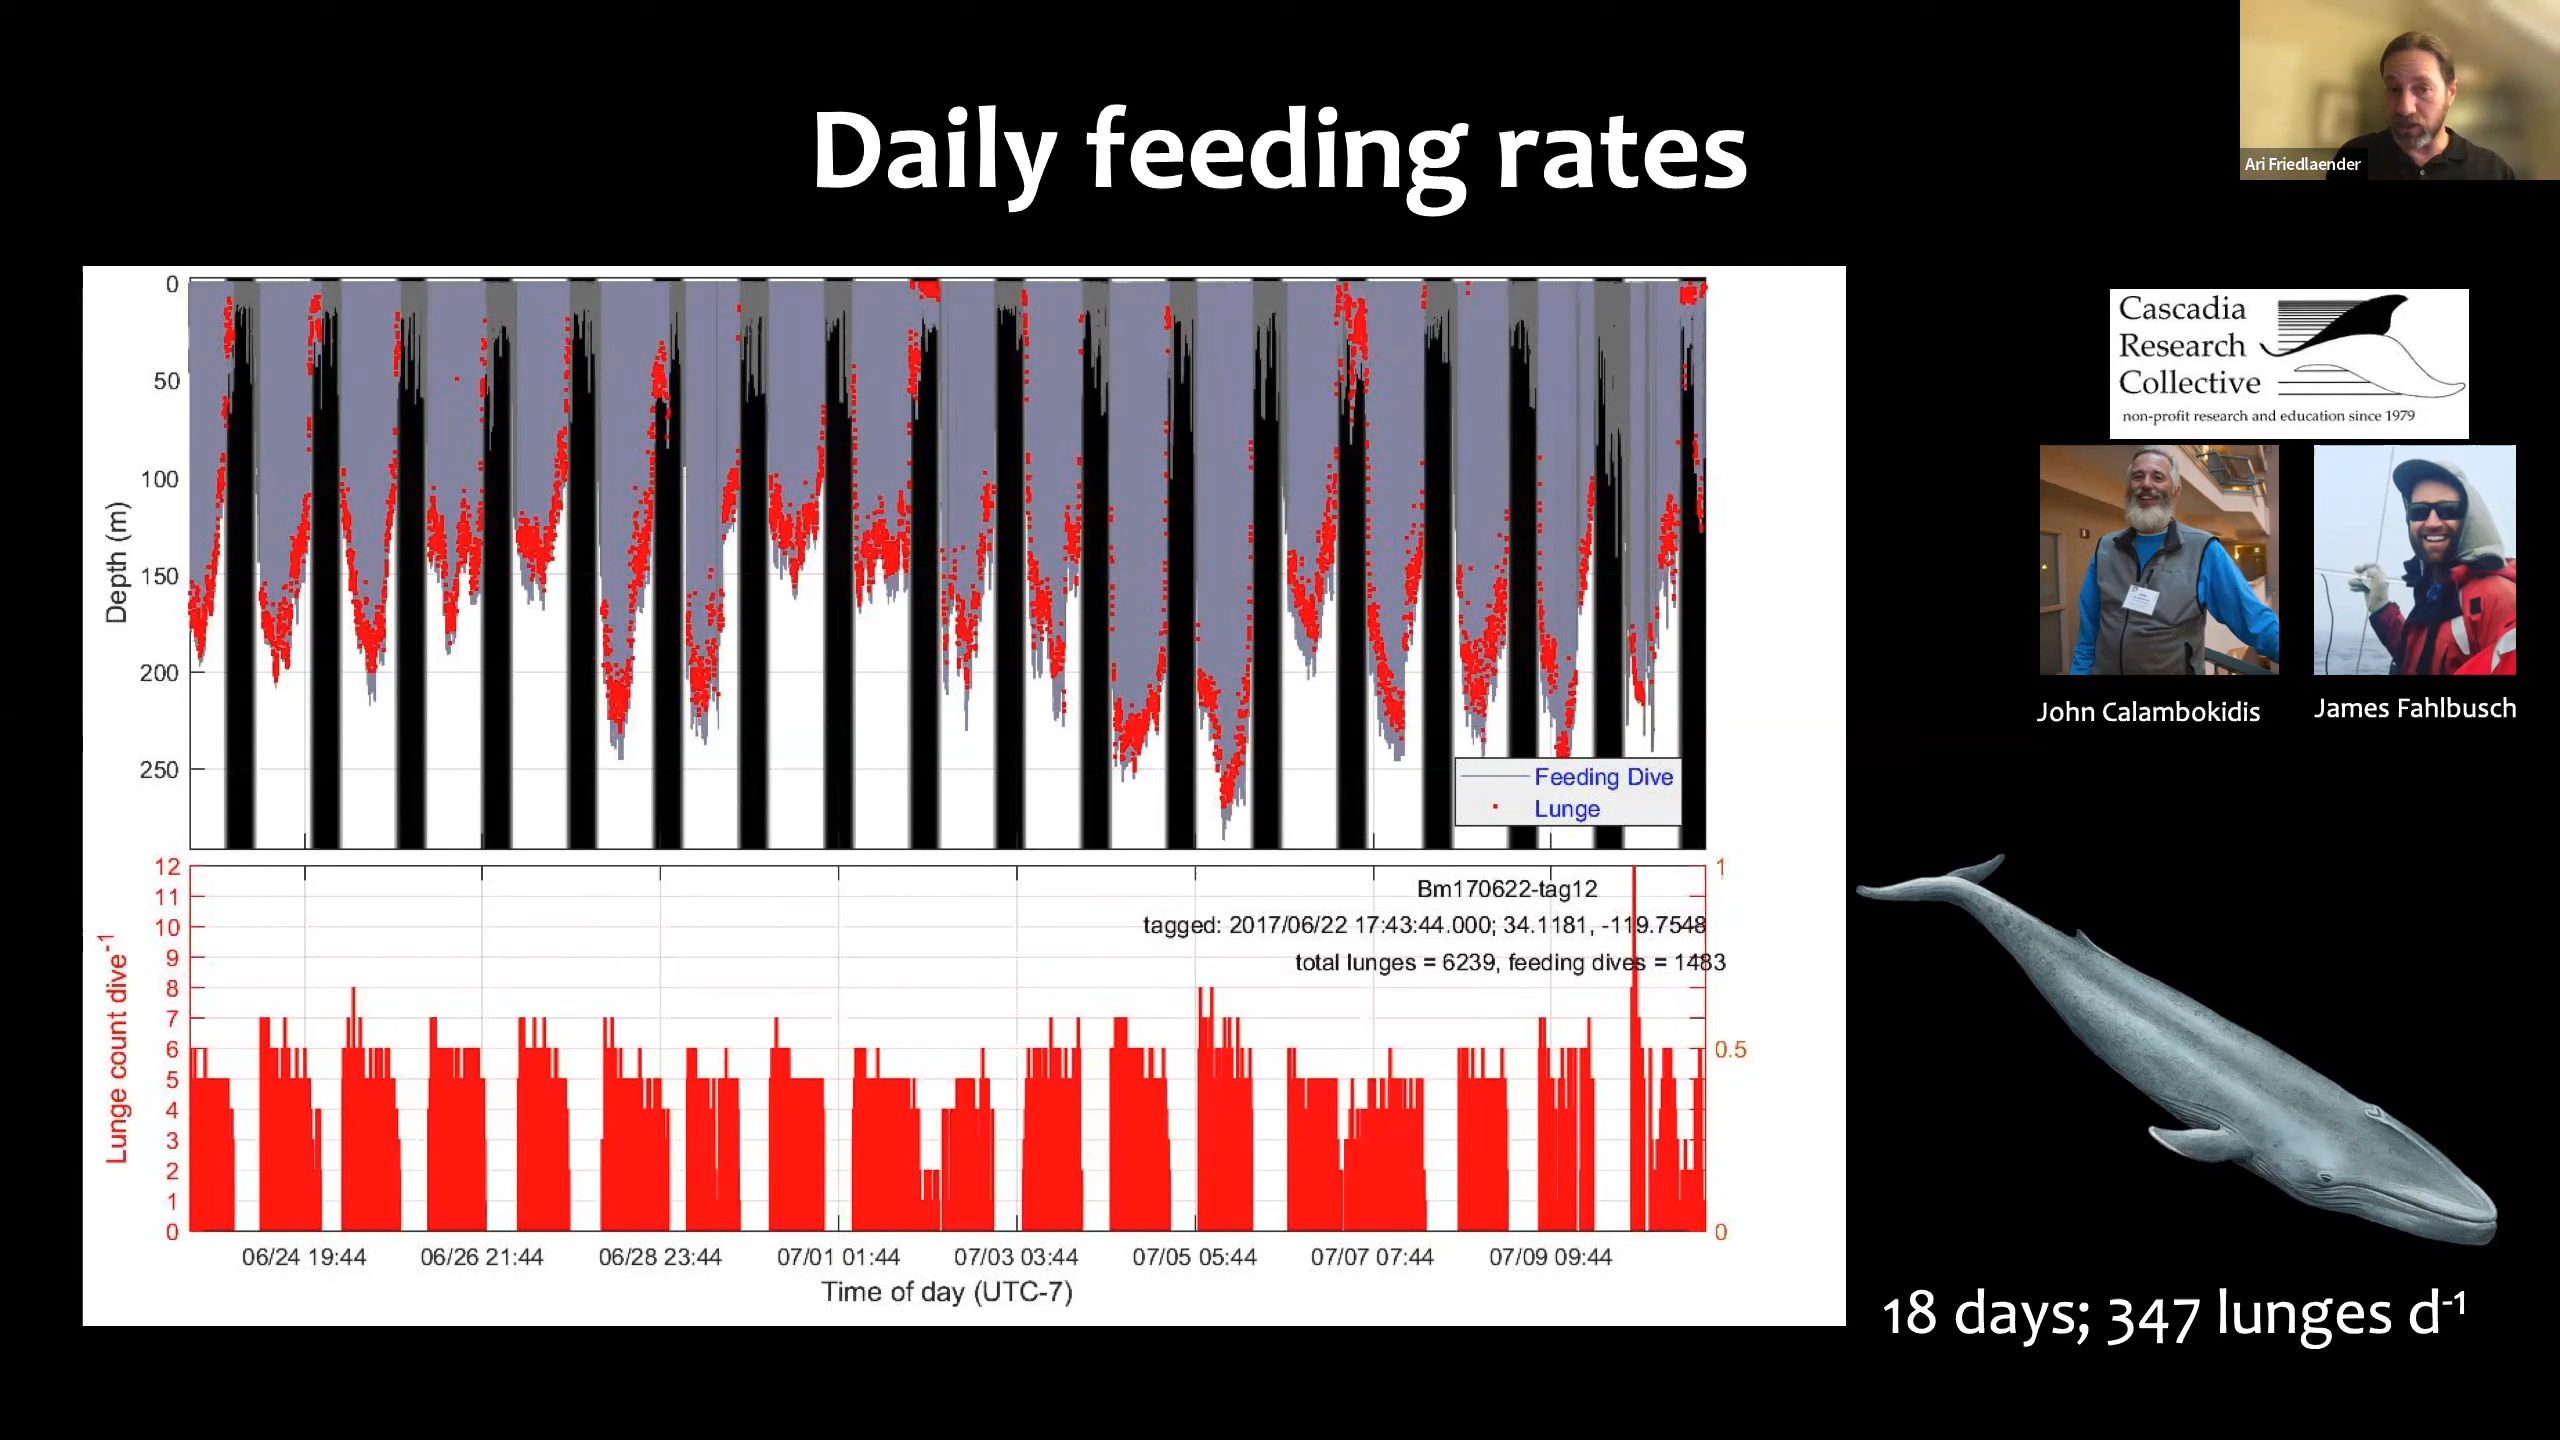 Daily feeding rates
Ari Friedlaender
0
50
100
150
200
250
Depth (m)
Feeding Dive
Lunge
12
11
10
9
8
7
6
5
4
3
2
1
0
Lunge count dive-1
1
0.5
0
Bm170622-tag12
tagged: 2017/06/22 17:43:44.000; 34.1181, -119.7548
total lunges = 6239, feeding dives = 1483
06/24 19:44 06/26 21:44 06/28 23:44 07/01 01:44 07/03 03:44 07/05 05:44 07/07 07:44 07/09 09:44
Time of day (UTC-7)
Cascadia
Research
Collective
non-profit research and education since 1979
John Calambokidis
James Fahlbusch
18 days; 347 lunges d-1